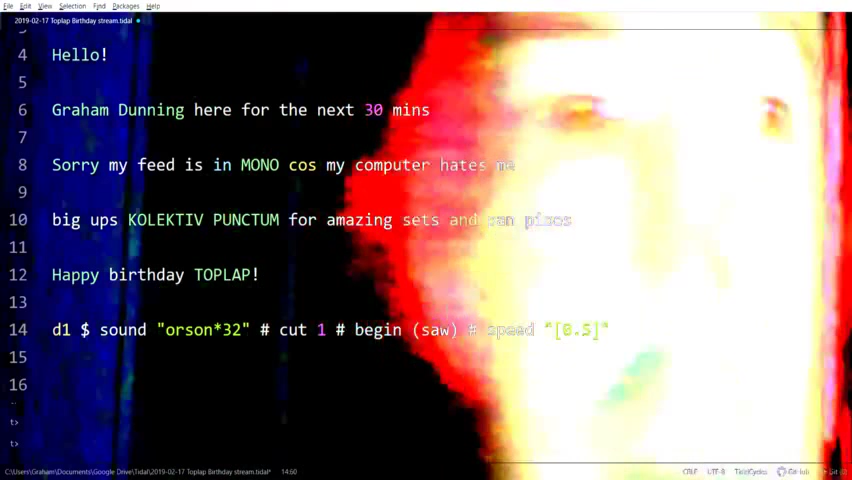 File Edit View Selection Find Packages Help
2019-02-17 Toplap Birthday stream.tidal
4 Hello!
5
6 Graham Dunning here for the next 30 mins
7
8 Sorry my feed is in MONO cos my computer hates me
9
10 big ups KOLEKTIV PUNCTUM for amazing sets and
11
12 Happy birthday TOPLAP!
13
14 d1 $ sound "orson*32" # cut 1 # begin (saw) # speed "[0.5]"
15
16
t>
t>
C:\Users\Graham\Documents\Google Drive\Tidal\2019-02-17 Toplap Birthday stream.tidal* 14:60 CRLF UTF-8 TidalCycles GitHub Git (0)